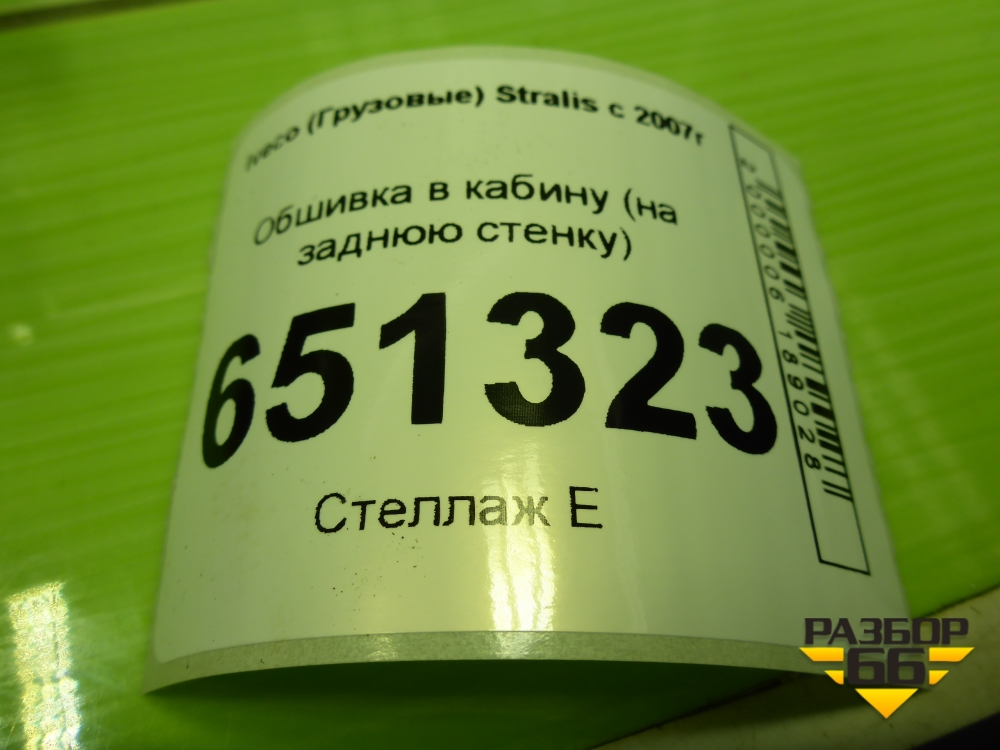 Iveco (Грузовые) Stralis с 2007г
Обшивка в кабину (на
заднюю стенку)
651323
Стеллаж Е
2000006189028
РАЗБОР
66